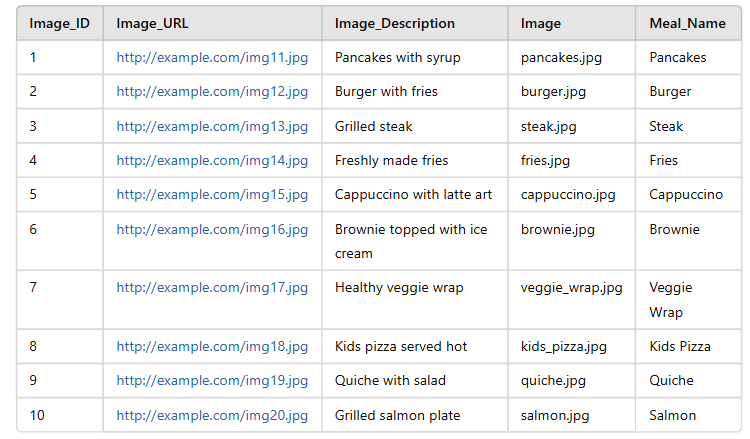 Image_ID Image_URL Image_Description Image Meal_Name
1 http://example.com/img11.jpg Pancakes with syrup pancakes.jpg Pancakes
2 http://example.com/img12.jpg Burger with fries burger.jpg Burger
3 http://example.com/img13.jpg Grilled steak steak.jpg Steak
4 http://example.com/img14.jpg Freshly made fries fries.jpg Fries
5 http://example.com/img15.jpg Cappuccino with latte art cappuccino.jpg Cappuccino
6 http://example.com/img16.jpg Brownie topped with ice brownie.jpg Brownie
cream
7 http://example.com/img17.jpg Healthy veggie wrap veggie_wrap.jpg Veggie
Wrap
8 http://example.com/img18.jpg Kids pizza served hot kids_pizza.jpg Kids Pizza
9 http://example.com/img19.jpg Quiche with salad quiche.jpg Quiche
10 http://example.com/img20.jpg Grilled salmon plate salmon.jpg Salmon